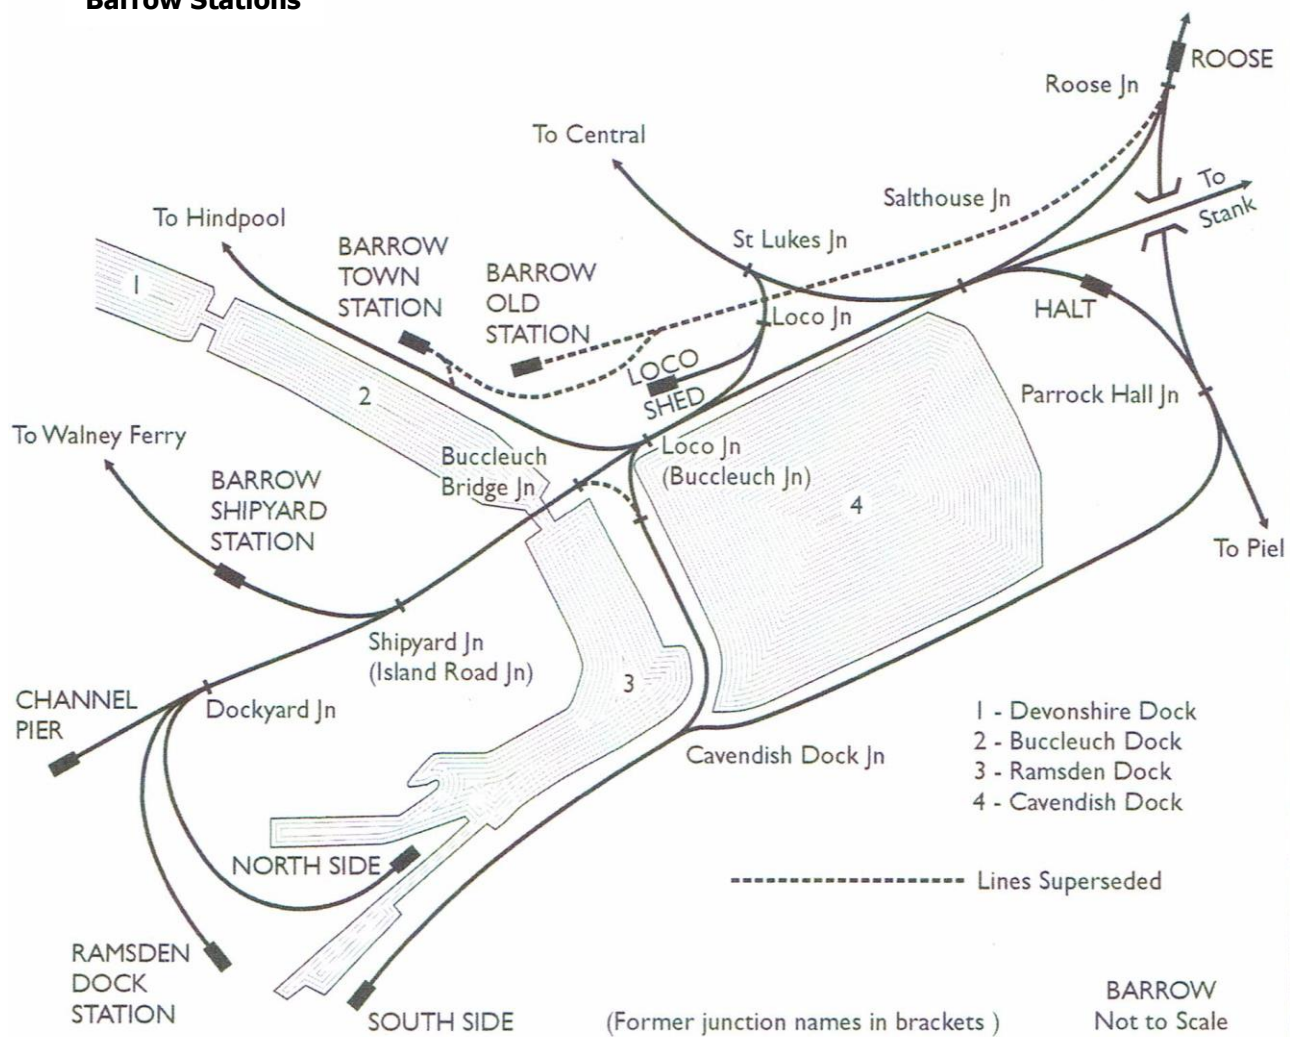 Barrow Stations
ROOSE
Roose Jn
To Central
To
Stank
Salthouse Jn
To Hindpool
St Lukes Jn
BARROW
TOWN
STATION
BARROW
OLD
STATION
1
HALT
Loco Jn
LOCO
SHED
2
Parrock Hall Jn
To Walney Ferry
Buccleuch
Bridge Jn
Loco Jn
(Buccleuch Jn)
BARROW
SHIPYARD
STATION
4
To Piel
Shipyard Jn
(Island Road Jn)
3
CHANNEL
PIER
Dockyard Jn
Cavendish Dock Jn
1 - Devonshire Dock
2 - Buccleuch Dock
3 - Ramsden Dock
4 - Cavendish Dock
NORTH SIDE
Lines Superseded
RAMSDEN
DOCK
STATION
SOUTH SIDE
(Former junction names in brackets )
BARROW
Not to Scale